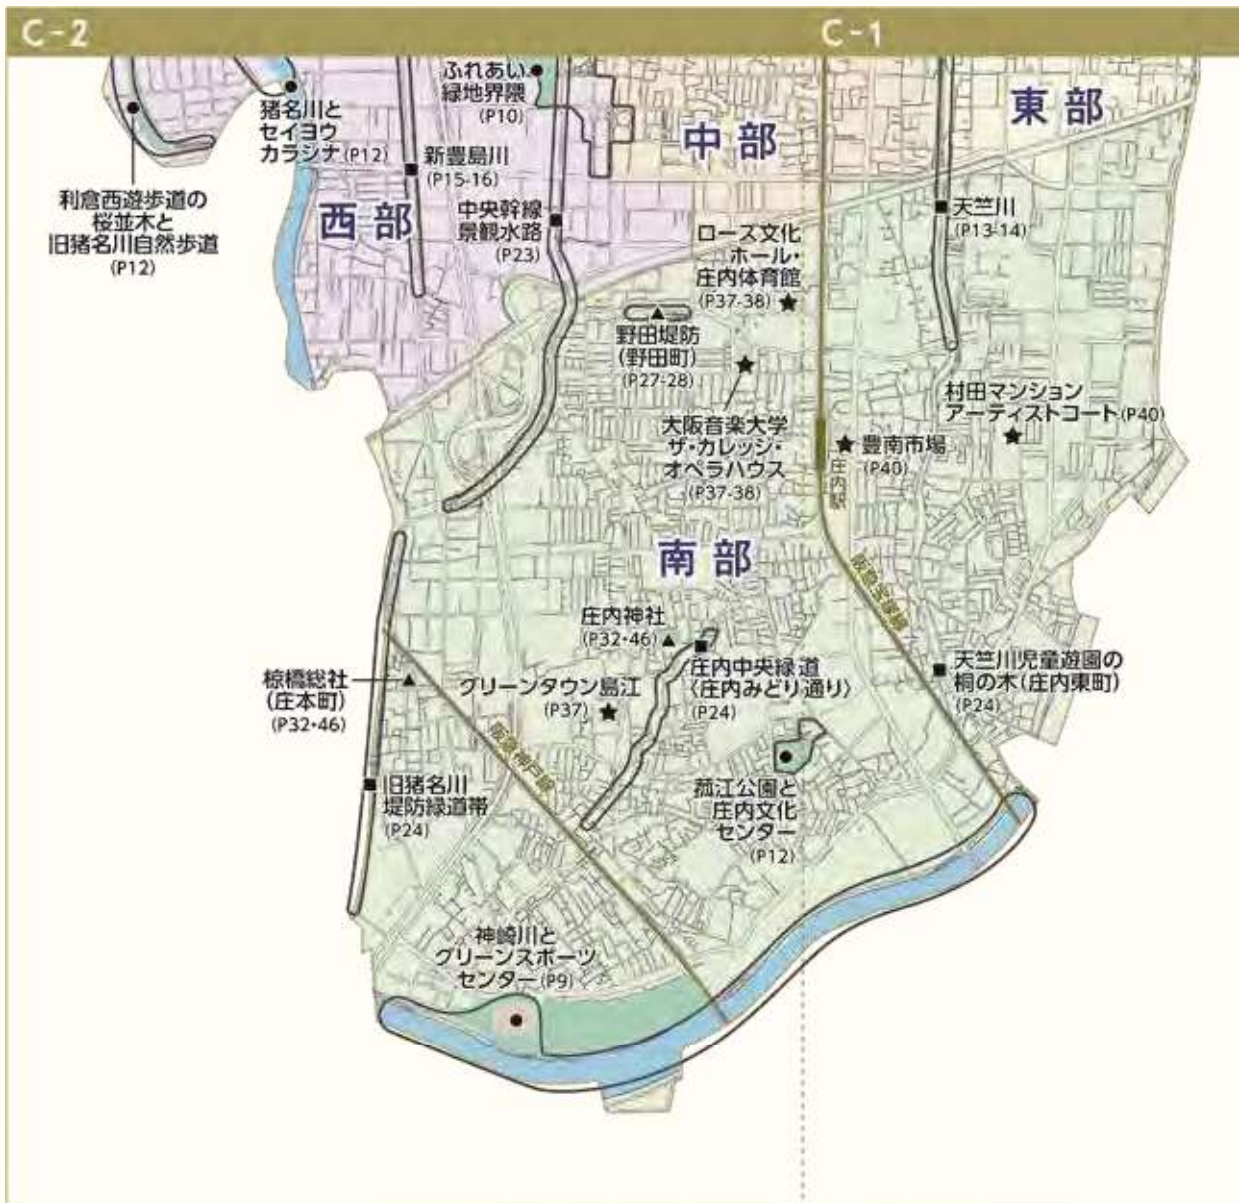 C-2
C-1
ふれあい
緑地界隈
(P10)
猪名川と
セイヨウ
カラシナ(P12)
新豊島川
(P15-16)
中部
東部
利倉西遊歩道の
桜並木と
旧猪名川自然歩道
(P12)
西部
中央幹線
景観水路
(P23)
ローズ文化
ホール・
庄内体育館
(P37-38)
天竺川
(P13-14)
野田堤防
(野田町)
(P27-28)
大阪音楽大学
ザ・カレッジ・
オペラハウス
(P37-38)
村田マンション
アーティストコート(P40)
豊南市場
(P40)
庄内駅
南部
阪急宝塚線
庄内神社
(P32・46)
庄内中央緑道
〈庄内みどり通り〉
(P24)
天竺川児童遊園の
桐の木(庄内東町)
(P24)
椋橋総社
(庄本町)
(P32・46)
グリーンタウン島江
(P37)
阪急神戸線
旧猪名川
堤防緑道帯
(P24)
菰江公園と
庄内文化
センター
(P12)
神崎川と
グリーンスポーツ
センター(P9)